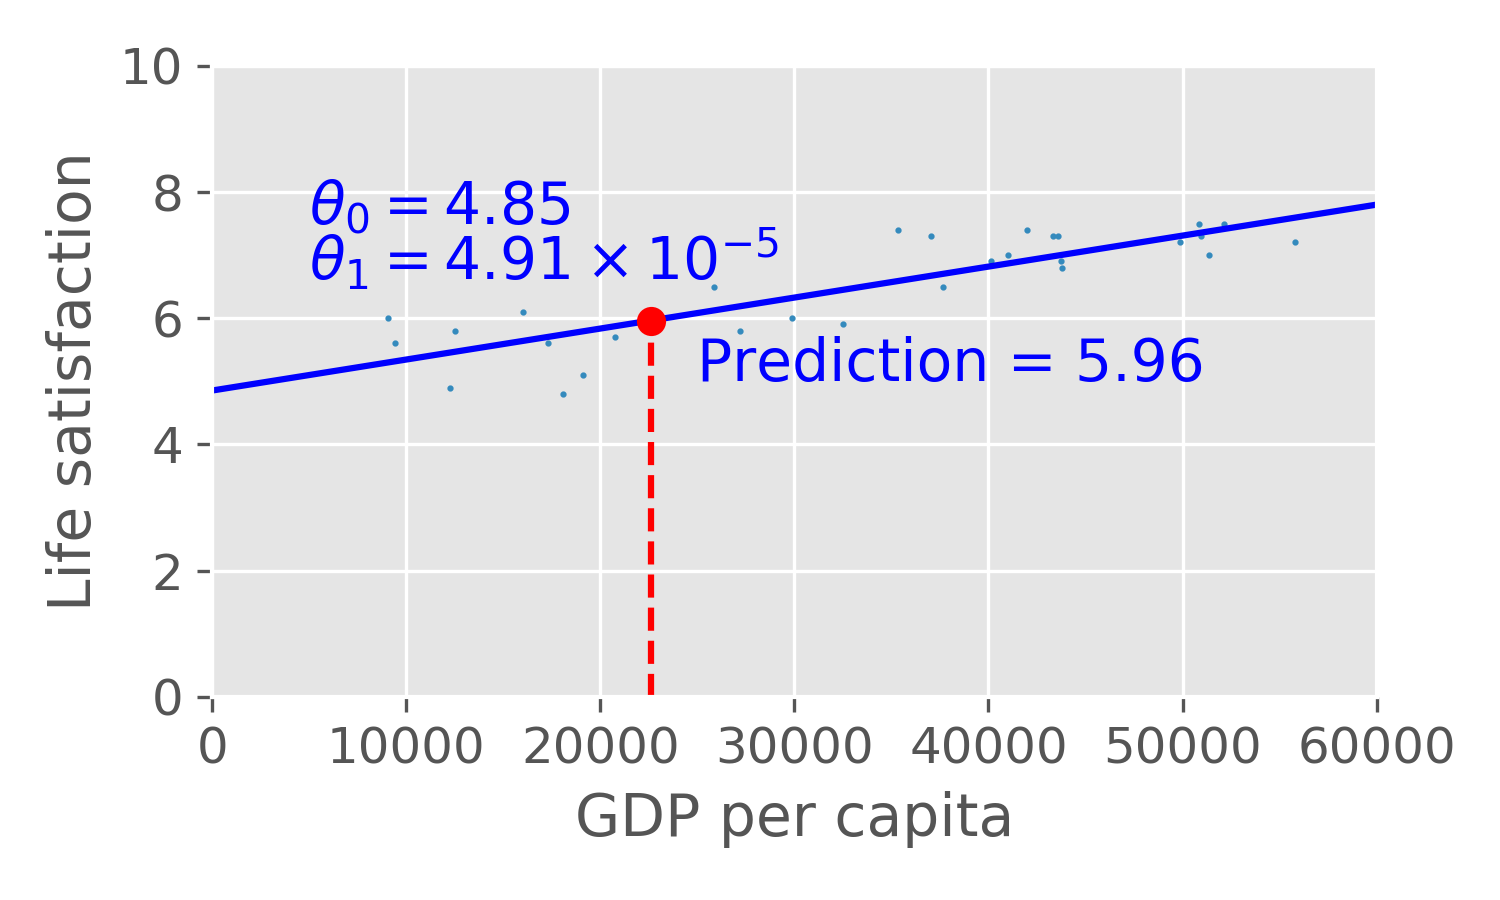 10
8
6
4
2
0
Life satisfaction
θ₀ = 4.85
θ₁ = 4.91 × 10⁻⁵
Prediction = 5.96
0 10000 20000 30000 40000 50000 60000
GDP per capita